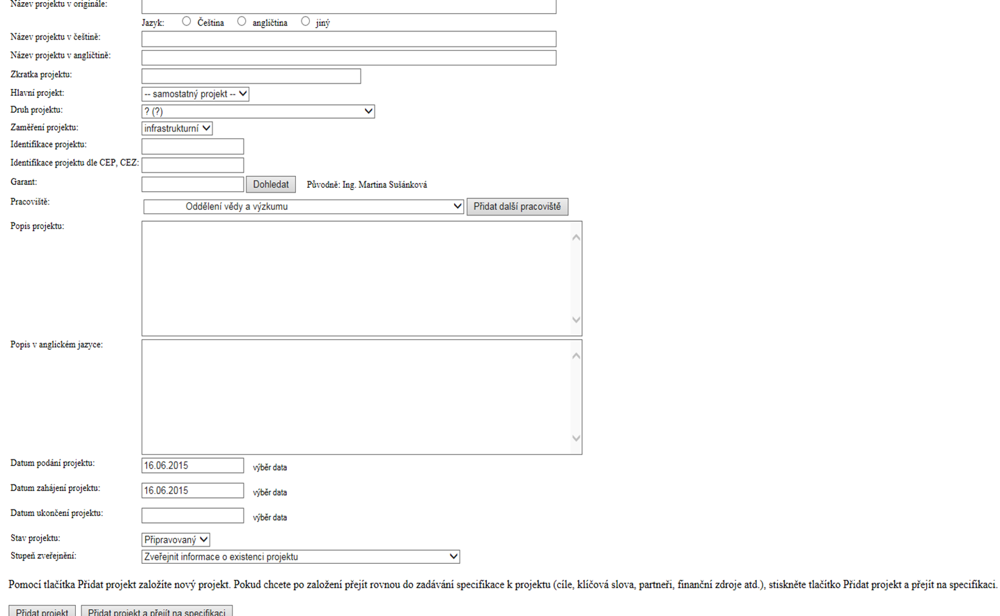 Název projektu v originále:
Jazyk: Čeština angličtina jiný
Název projektu v češtině:
Název projektu v angličtině:
Zkratka projektu:
Hlavní projekt: -- samostatný projekt --
Druh projektu: ? (?)
Zaměření projektu: infrastrukturní
Identifikace projektu:
Identifikace projektu dle CEP, CEZ:
Garant: Dohledat Původně: Ing. Martina Sušánková
Pracoviště: Oddělení vědy a výzkumu Přidat další pracoviště
Popis projektu:
Popis v anglickém jazyce:
Datum podání projektu: 16.06.2015 výběr data
Datum zahájení projektu: 16.06.2015 výběr data
Datum ukončení projektu: výběr data
Stav projektu: Připravovaný
Stupeň zveřejnění: Zveřejnit informace o existenci projektu
Pomocí tlačítka Přidat projekt založíte nový projekt. Pokud chcete po založení přejít rovnou do zadávání specifikace k projektu (cíle, klíčová slova, partneři, finanční zdroje atd.), stiskněte tlačítko Přidat projekt a přejít na specifikaci.
Přidat projekt Přidat projekt a přejít na specifikaci